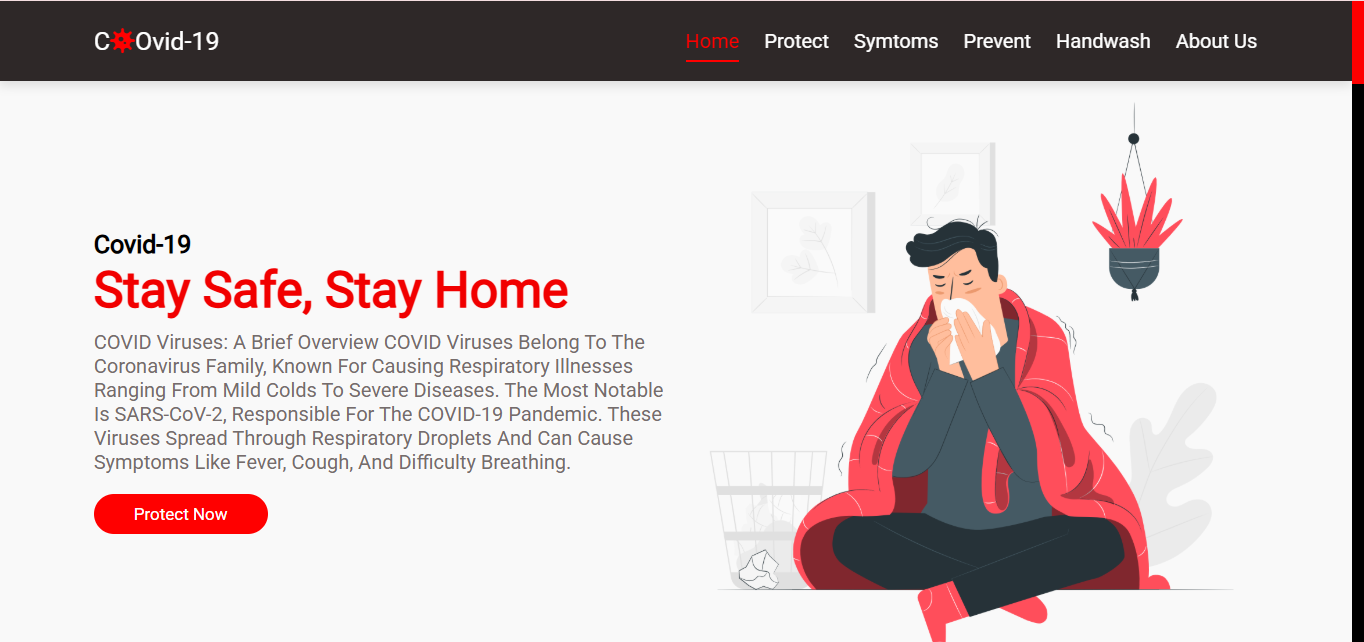 COvid-19
Home Protect Symtoms Prevent Handwash About Us
Covid-19
Stay Safe, Stay Home
COVID Viruses: A Brief Overview COVID Viruses Belong To The
Coronavirus Family, Known For Causing Respiratory Illnesses
Ranging From Mild Colds To Severe Diseases. The Most Notable
Is SARS-CoV-2, Responsible For The COVID-19 Pandemic. These
Viruses Spread Through Respiratory Droplets And Can Cause
Symptoms Like Fever, Cough, And Difficulty Breathing.
Protect Now